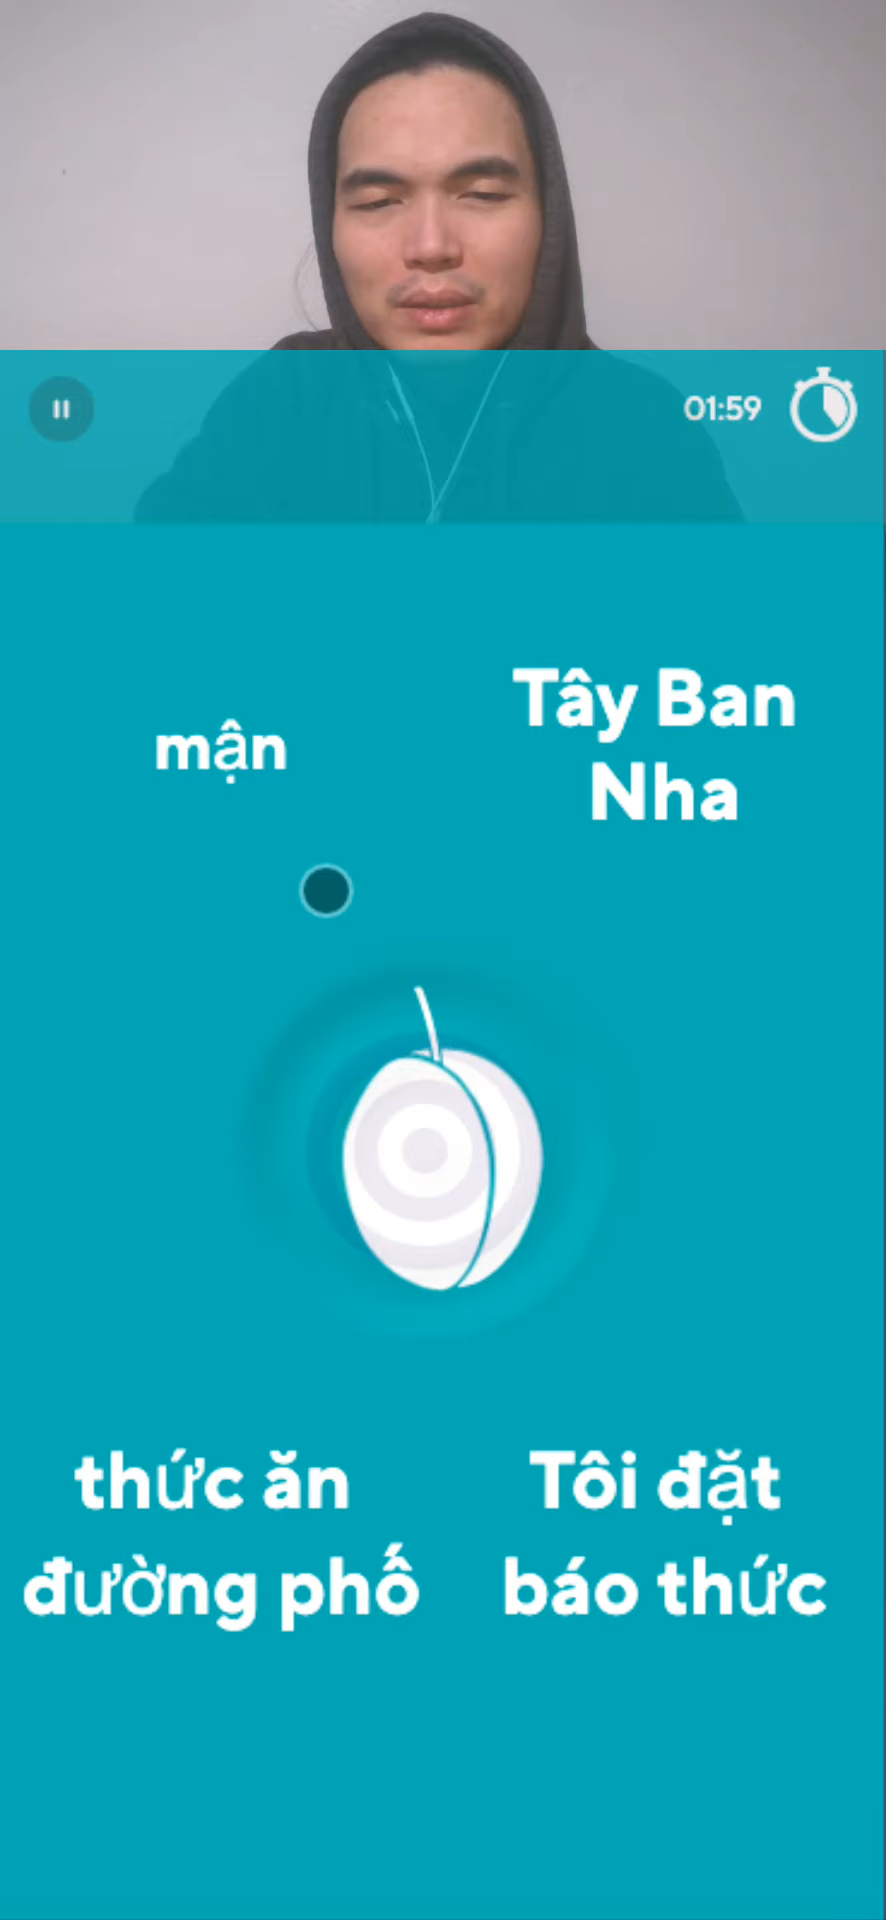 01:59
mận
Tây Ban
Nha
thức ăn
đường phố
Tôi đặt
báo thức